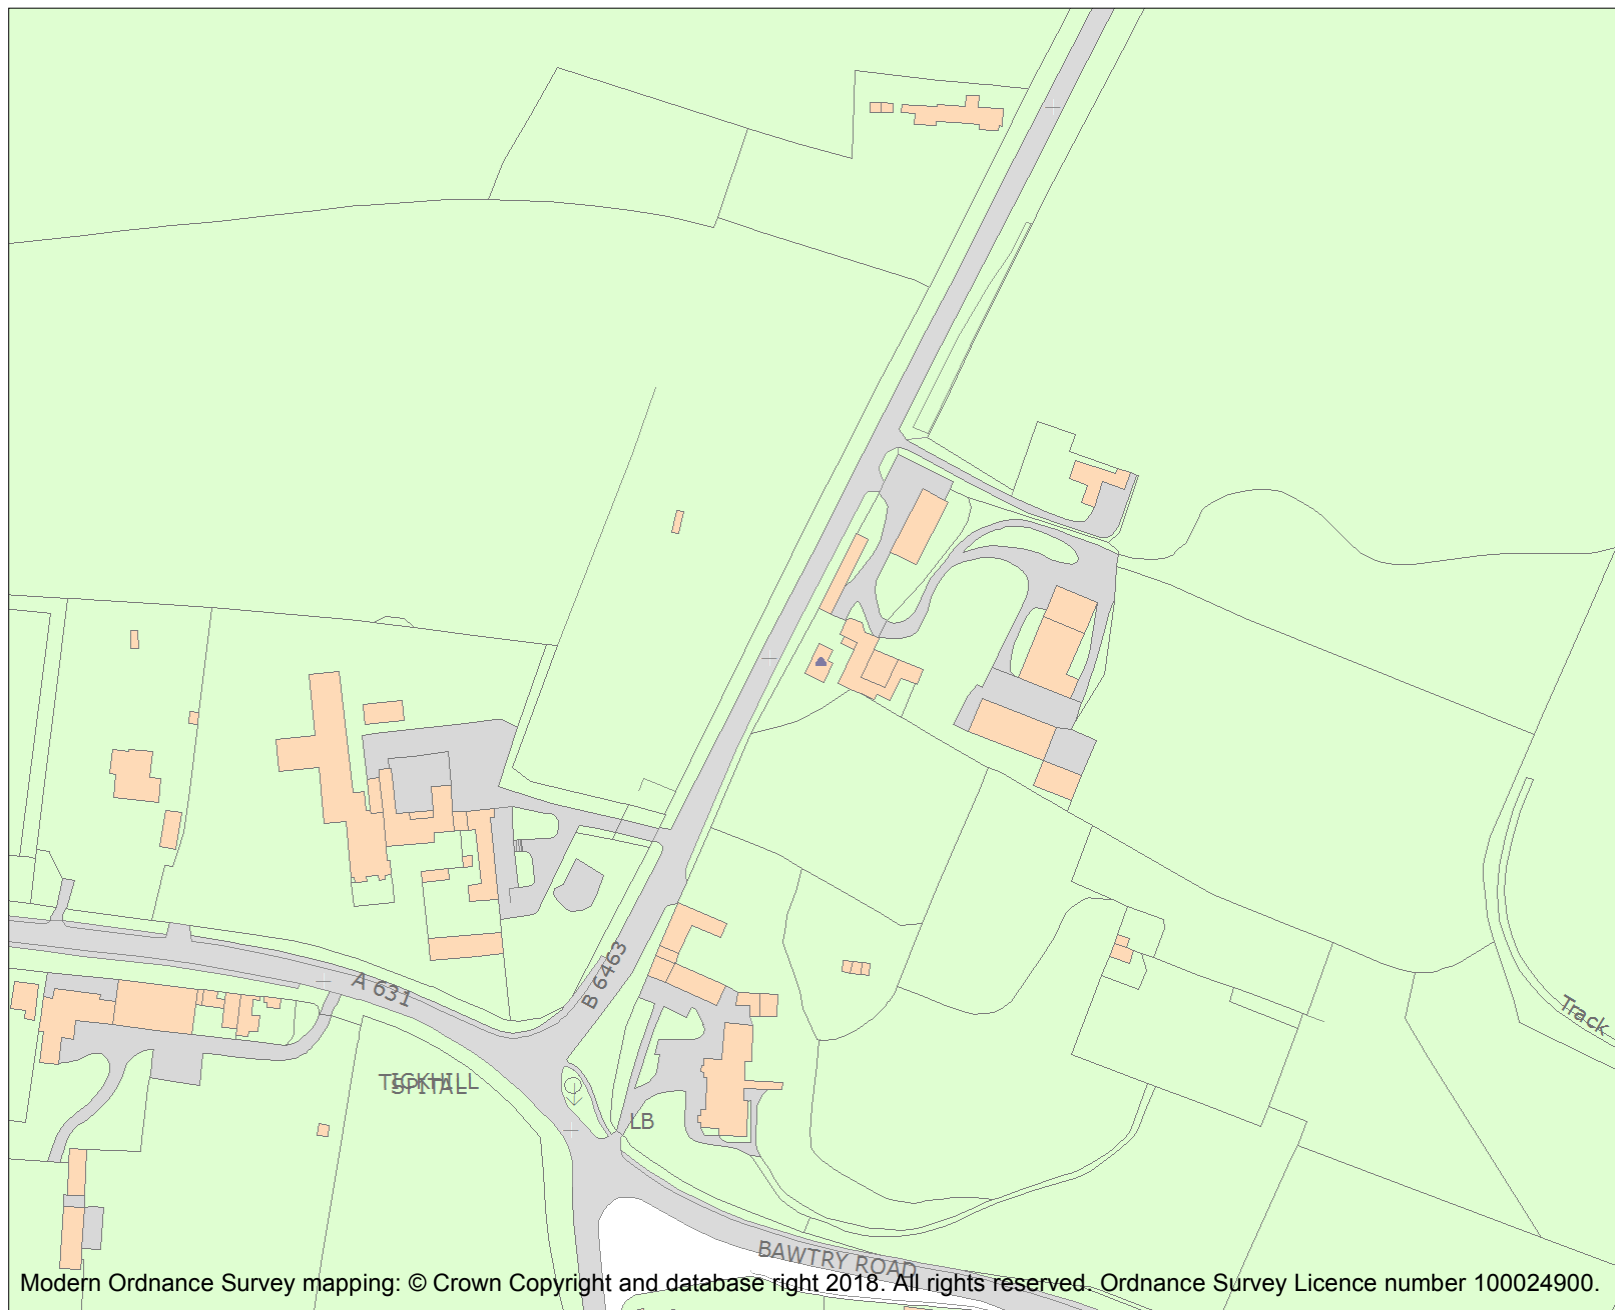 B 6463
A 631
Track
TICKHILL
SPITAL
LB
BAWTRY ROAD
Modern Ordnance Survey mapping: © Crown Copyright and database right 2018. All rights reserved. Ordnance Survey Licence number 100024900.